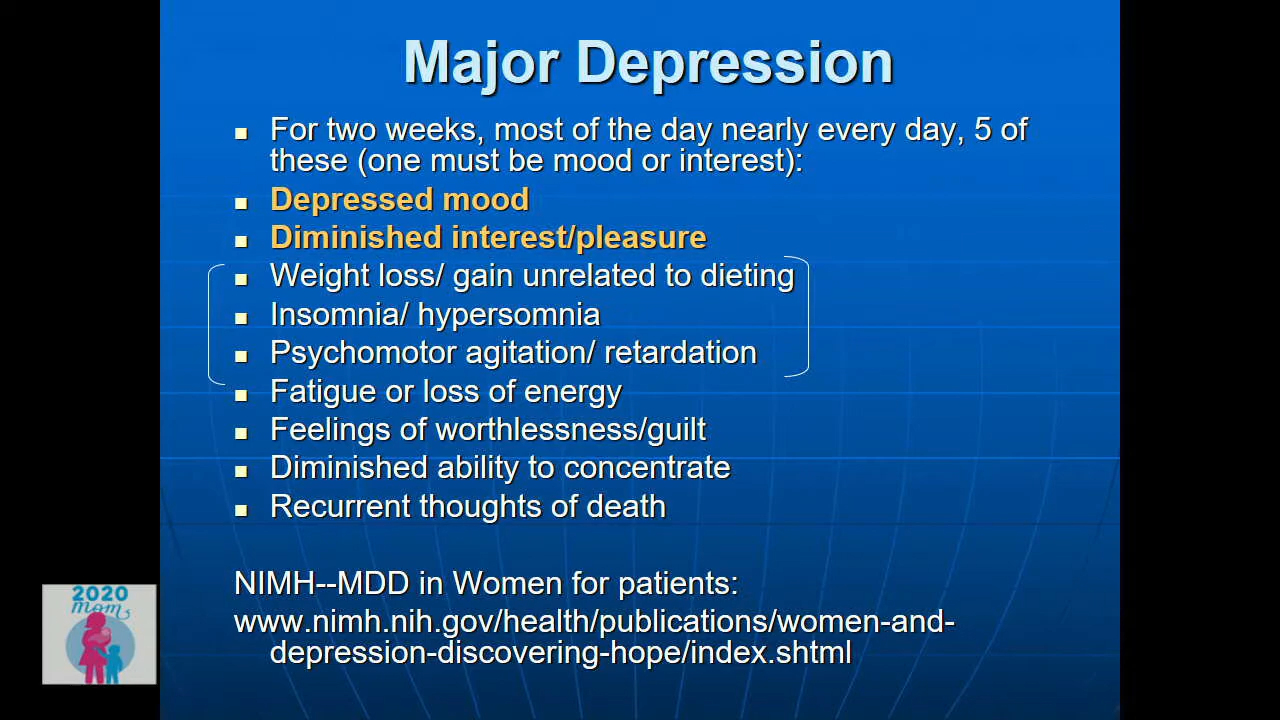 Major Depression
For two weeks, most of the day nearly every day, 5 of
these (one must be mood or interest):
Depressed mood
Diminished interest/pleasure
Weight loss/ gain unrelated to dieting
Insomnia/ hypersomnia
Psychomotor agitation/ retardation
Fatigue or loss of energy
Feelings of worthlessness/guilt
Diminished ability to concentrate
Recurrent thoughts of death
NIMH--MDD in Women for patients:
www.nimh.nih.gov/health/publications/women-and-
depression-discovering-hope/index.shtml
2020
mom